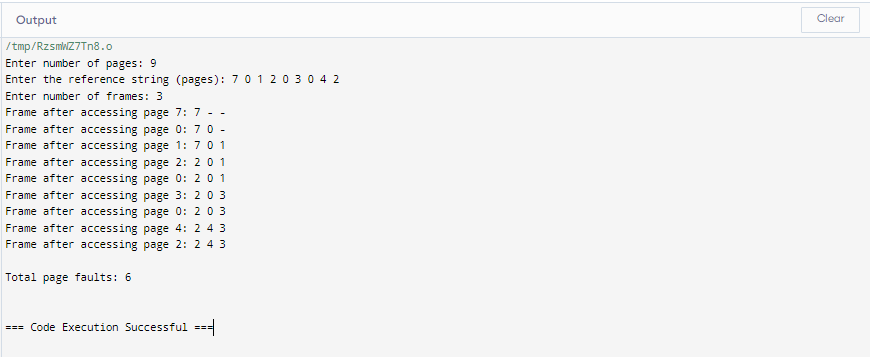 Output
Clear
/tmp/RzsmWZ7Tn8.o
Enter number of pages: 9
Enter the reference string (pages): 7 0 1 2 0 3 0 4 2
Enter number of frames: 3
Frame after accessing page 7: 7 - -
Frame after accessing page 0: 7 0 -
Frame after accessing page 1: 7 0 1
Frame after accessing page 2: 2 0 1
Frame after accessing page 0: 2 0 1
Frame after accessing page 3: 2 0 3
Frame after accessing page 0: 2 0 3
Frame after accessing page 4: 2 4 3
Frame after accessing page 2: 2 4 3
Total page faults: 6
=== Code Execution Successful ===